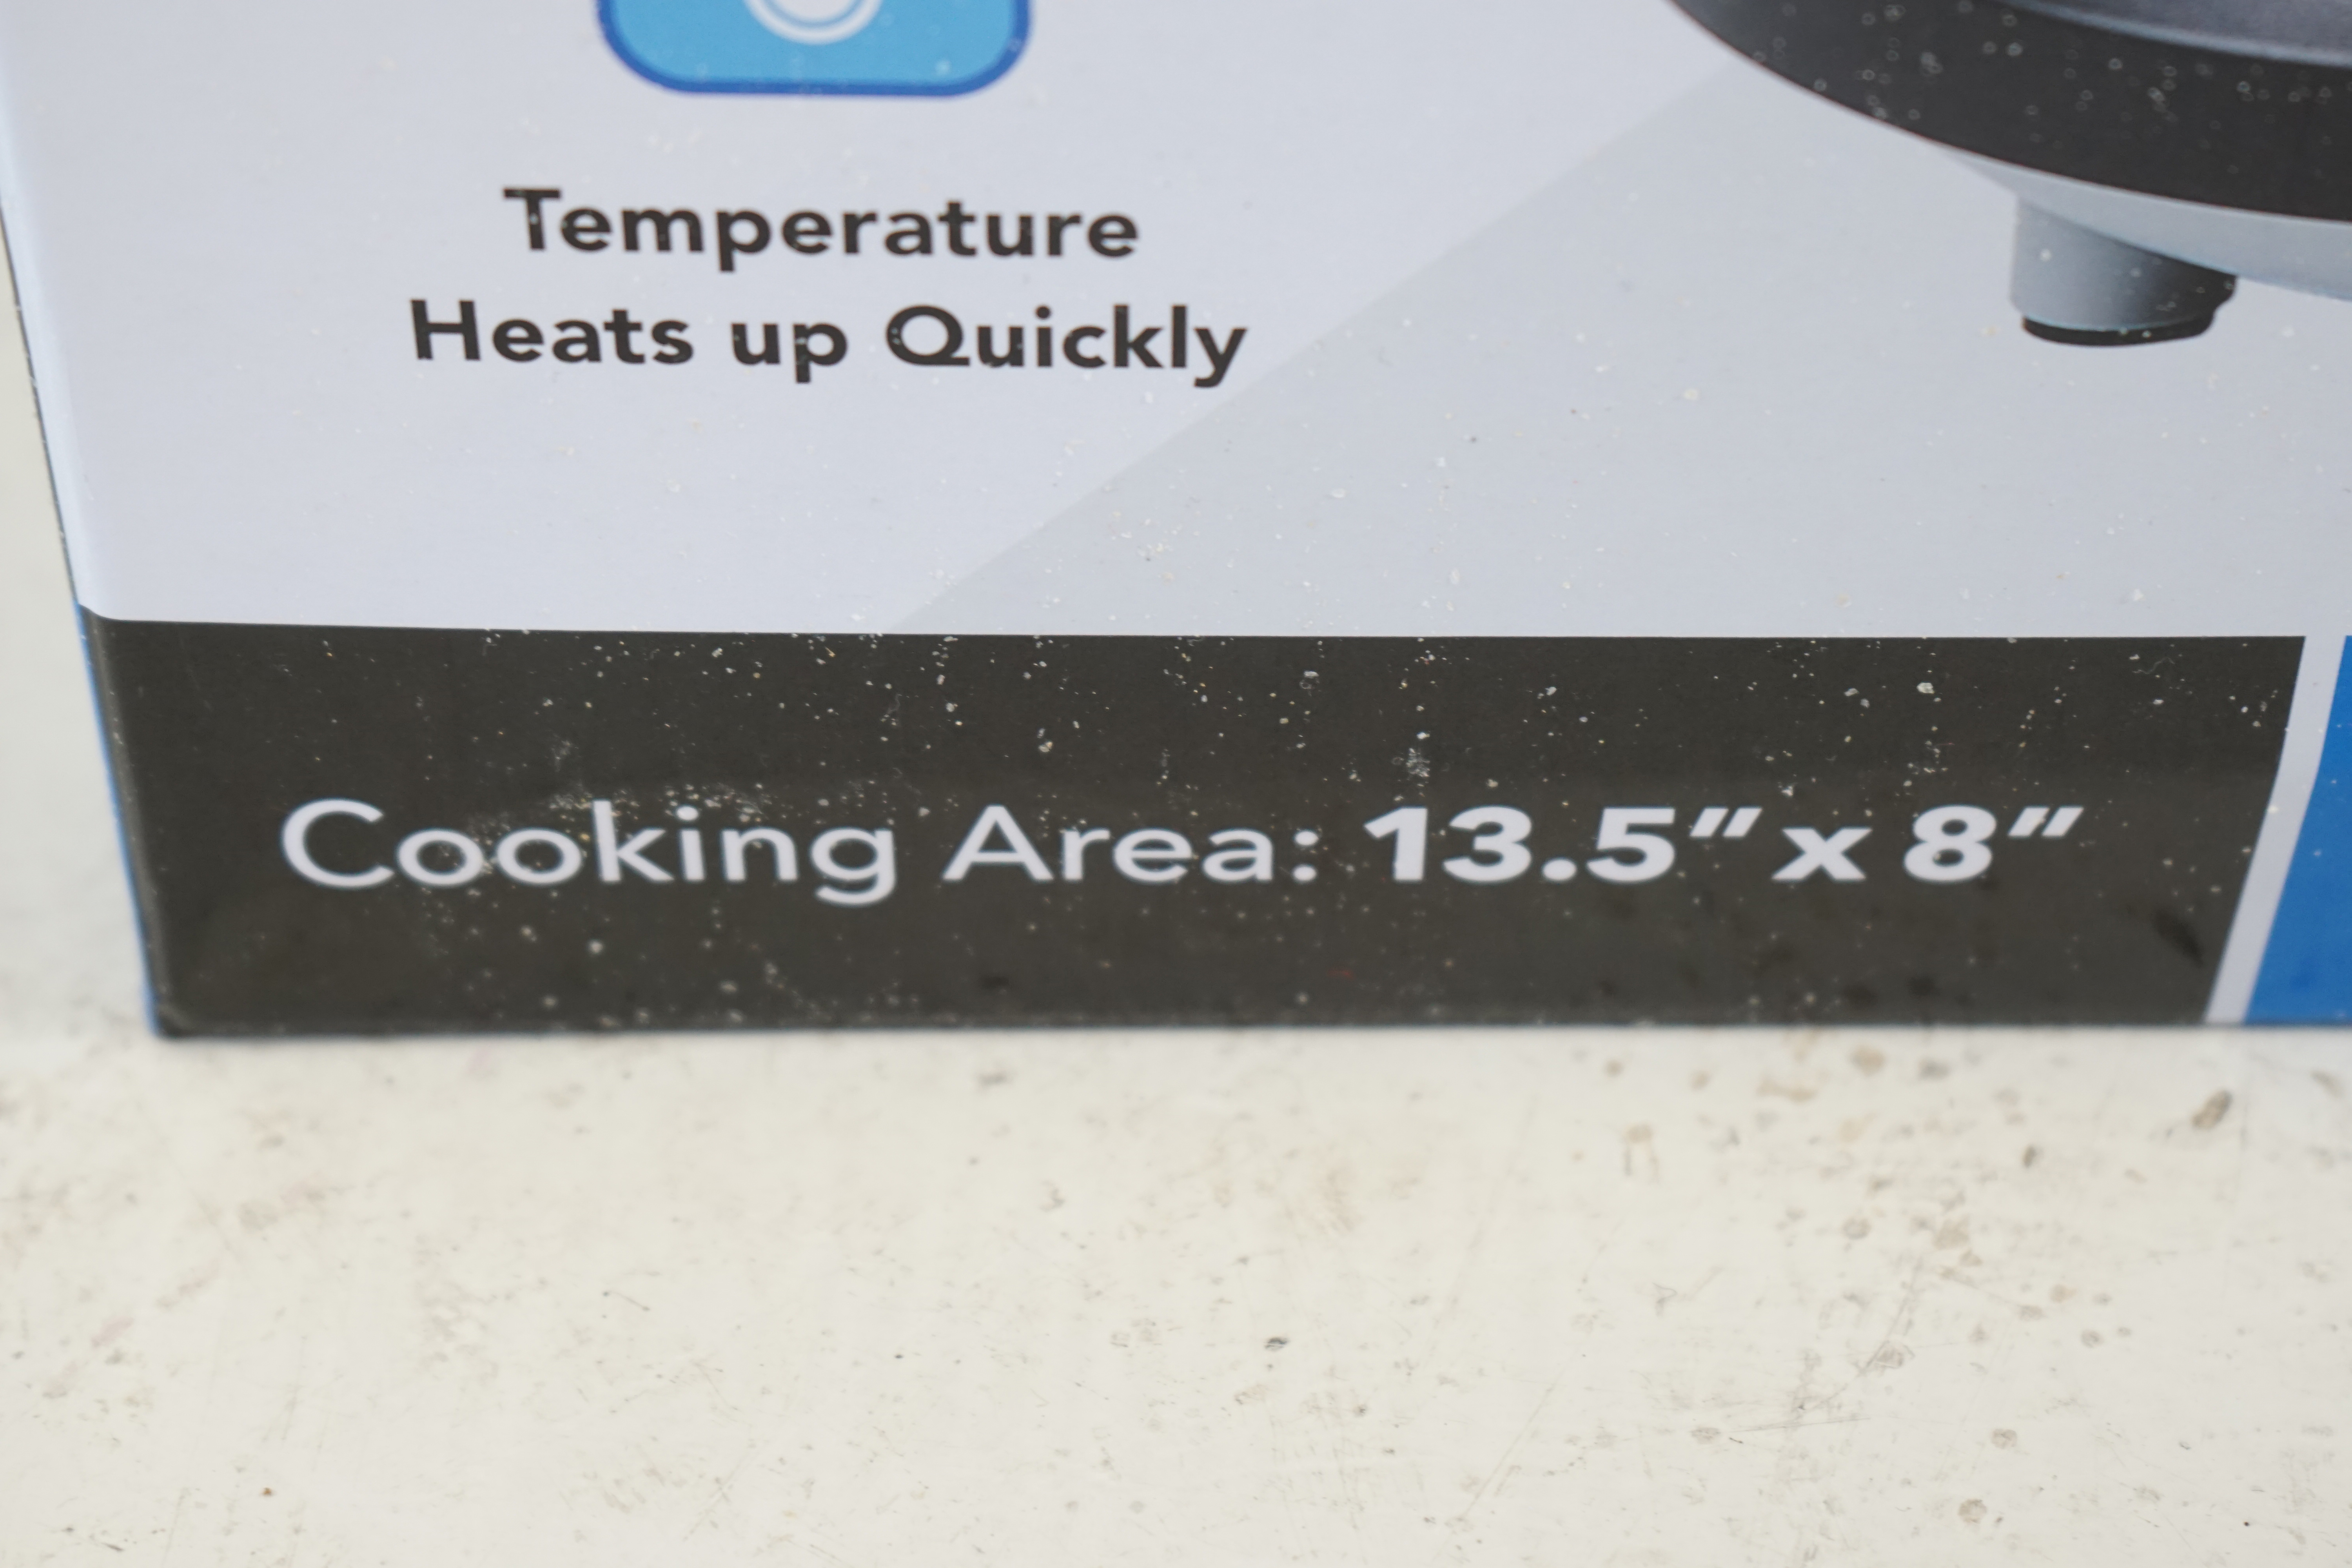 Temperature
Heats up Quickly
Cooking Area: 13.5" x 8"